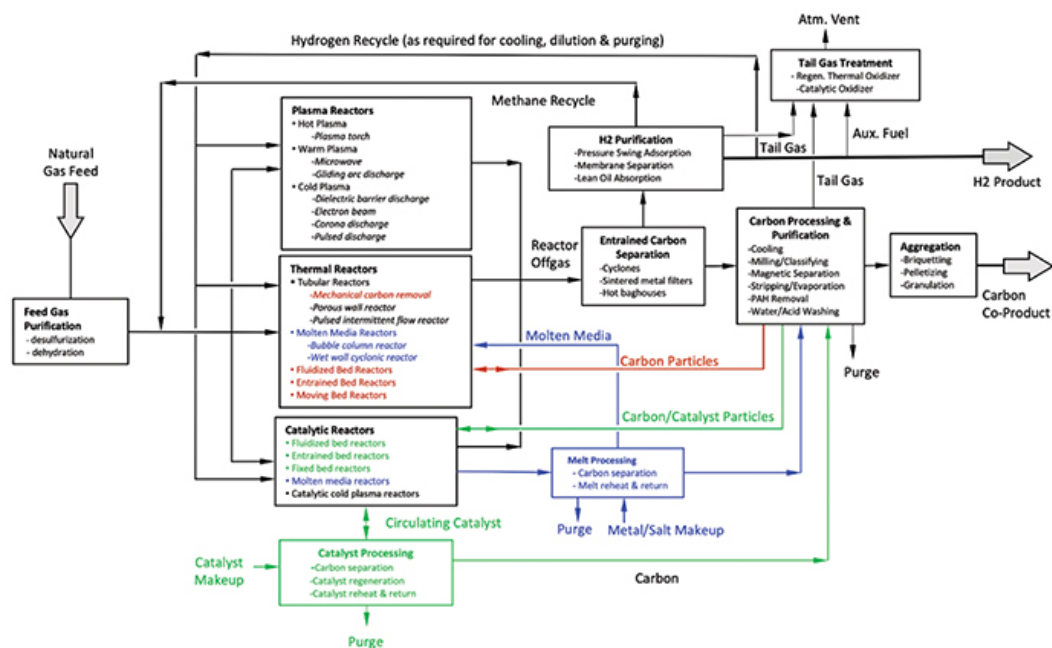 Atm. Vent
Hydrogen Recycle (as required for cooling, dilution & purging)
Tail Gas Treatment
- Regen. Thermal Oxidizer
-Catalytic Oxidizer
Methane Recycle
Plasma Reactors
• Hot Plasma
-Plasma torch
• Warm Plasma
-Microwave
-Gliding arc discharge
• Cold Plasma
-Dielectric barrier discharge
-Electron beam
-Corona discharge
-Pulsed discharge
H2 Purification
-Pressure Swing Adsorption
-Membrane Separation
-Lean Oil Absorption
Tail Gas
Aux. Fuel
Tail Gas
H2 Product
Natural
Gas Feed
Feed Gas
Purification
- desulfurization
- dehydration
Thermal Reactors
• Tubular Reactors
-Mechanical carbon removal
-Porous wall reactor
-Pulsed intermittent flow reactor
• Molten Media Reactors
-Bubble column reactor
-Wet wall cyclonic reactor
• Fluidized Bed Reactors
• Entrained Bed Reactors
• Moving Bed Reactors
Reactor
Offgas
Entrained Carbon
Separation
-Cyclones
-Sintered metal filters
-Hot baghouses
Carbon Processing &
Purification
-Cooling
-Milling/Classifying
-Magnetic Separation
-Stripping/Evaporation
-PAH Removal
-Water/Acid Washing
Aggregation
-Briquetting
-Pelletizing
-Granulation
Carbon
Co-Product
Molten Media
Carbon Particles
Purge
Carbon/Catalyst Particles
Catalytic Reactors
• Fluidized bed reactors
• Entrained bed reactors
• Fixed bed reactors
• Molten media reactors
• Catalytic cold plasma reactors
Melt Processing
- Carbon separation
- Melt reheat & return
Purge
Metal/Salt Makeup
Circulating Catalyst
Catalyst
Makeup
Catalyst Processing
-Carbon separation
-Catalyst regeneration
-Catalyst reheat & return
Carbon
Purge